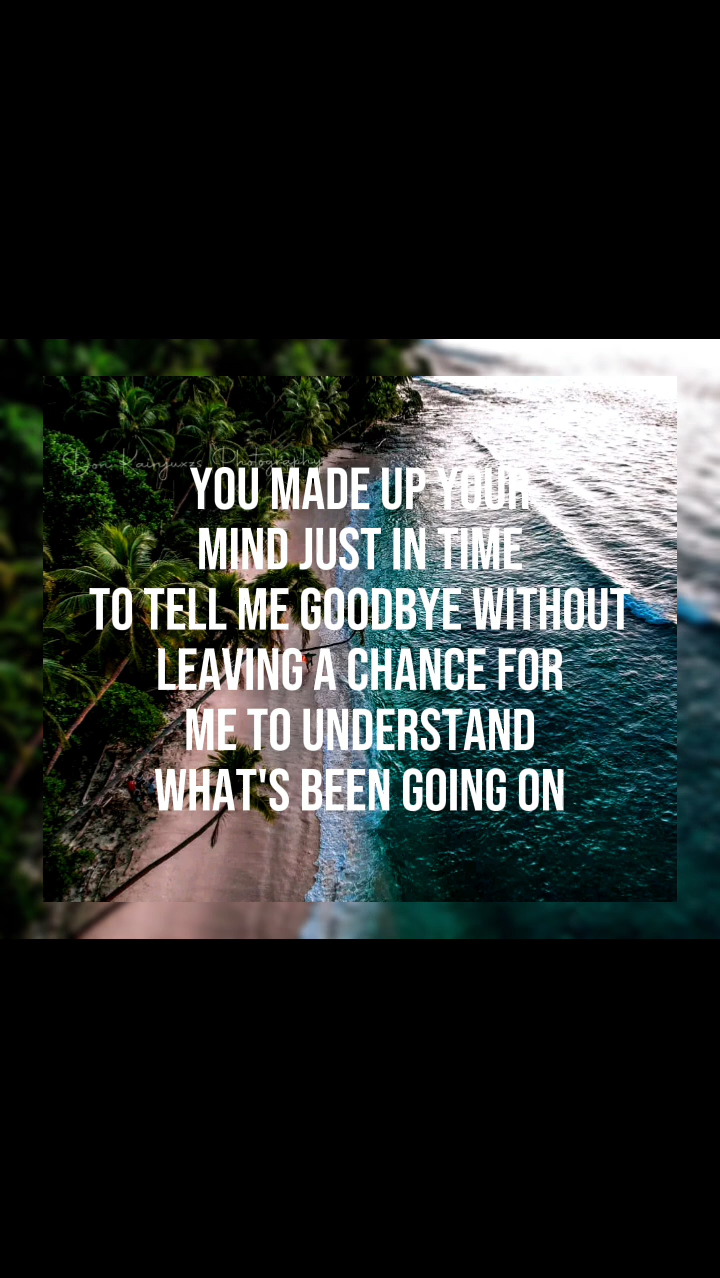 YOU MADE UP YOUR
MIND JUST IN TIME
TO TELL ME GOODBYE WITHOUT
LEAVING A CHANCE FOR
ME TO UNDERSTAND
WHAT'S BEEN GOING ON